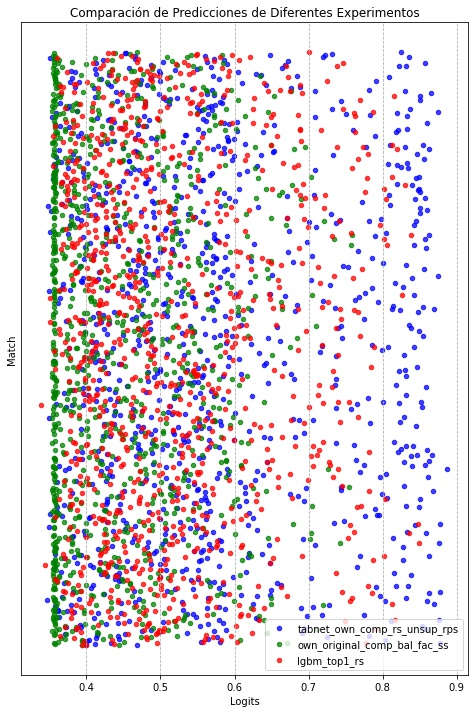 Comparación de Predicciones de Diferentes Experimentos
Match
tabnet_own_comp_rs_unsup_rps
own_original_comp_bal_fac_s
lgbm_top1_rs
0.4 0.5 0.6 0.7 0.8 0.9
Logits